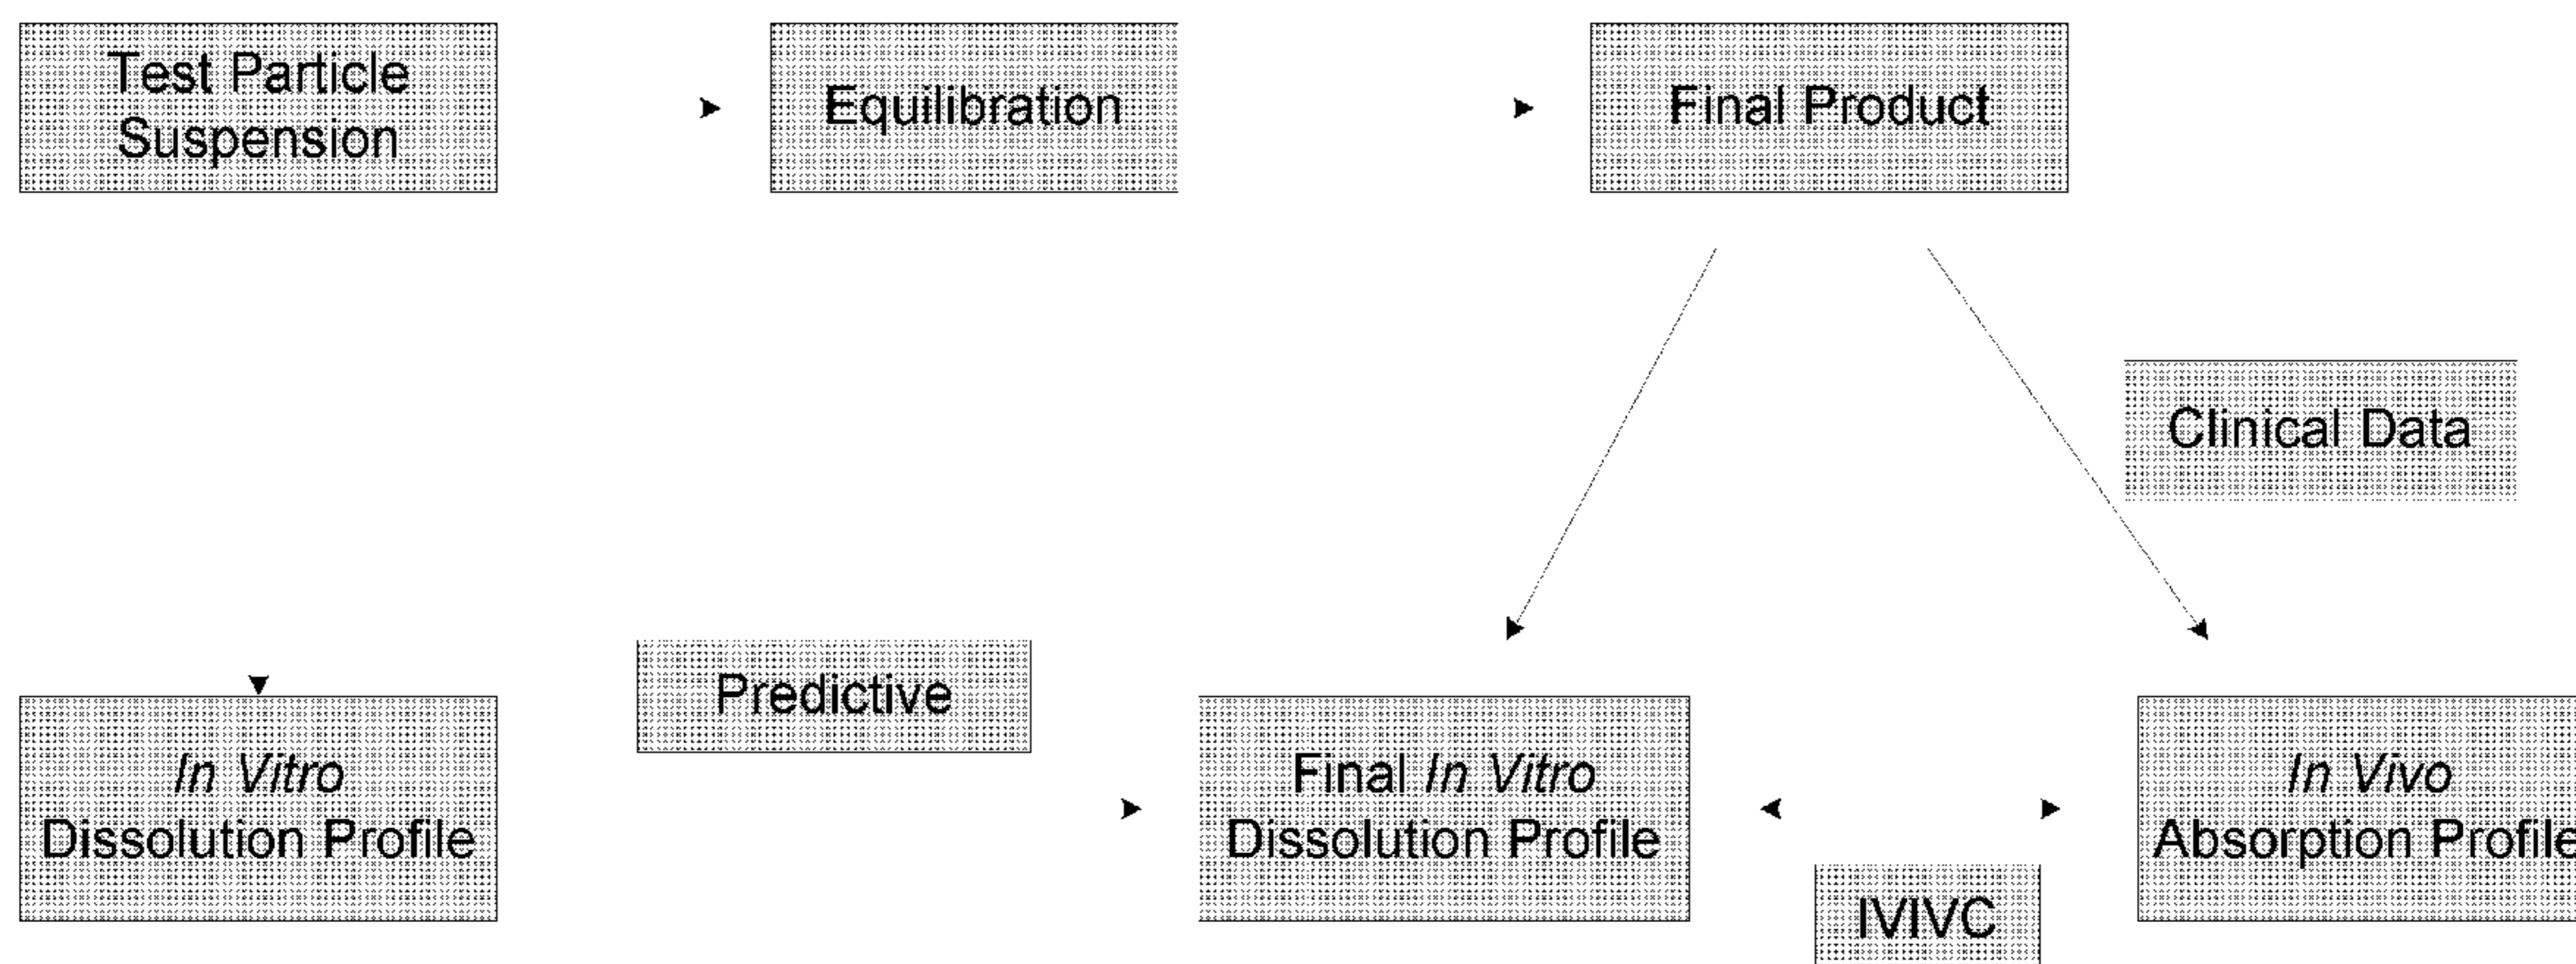 Test Particle
Suspension
Equilibration
Final Product
Clinical Data
Predictive
In Vitro
Dissolution Profile
Final In Vitro
Dissolution Profile
In Vivo
Absorption Profile
IVIVC